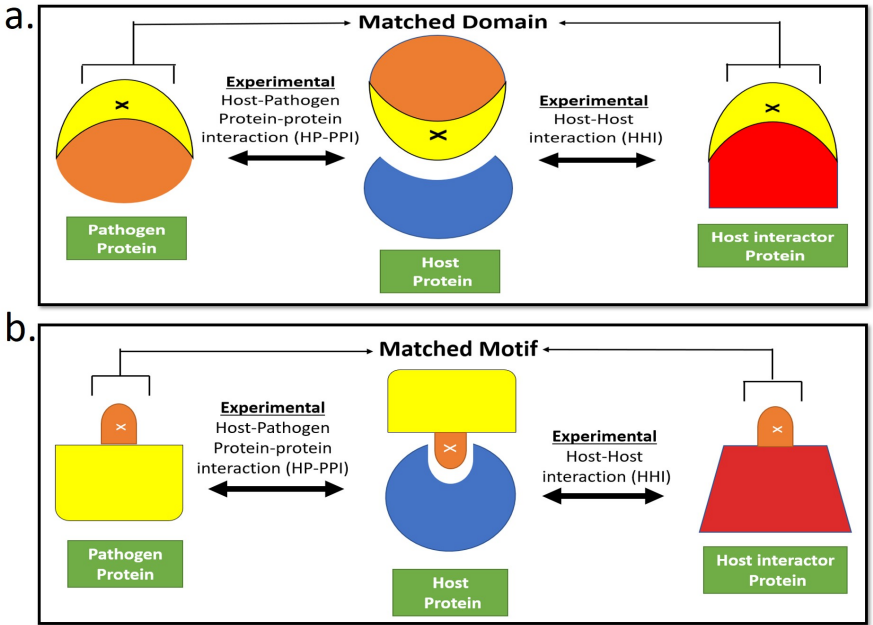 a.
Matched Domain
x
Experimental
Host-Pathogen
Protein-protein
interaction (HP-PPI)
x
Experimental
Host-Host
interaction (HHI)
x
Pathogen
Protein
Host
Protein
Host interactor
Protein
b.
Matched Motif
x
Experimental
Host-Pathogen
Protein-protein
interaction (HP-PPI)
x
Experimental
Host-Host
interaction (HHI)
x
Pathogen
Protein
Host
Protein
Host interactor
Protein